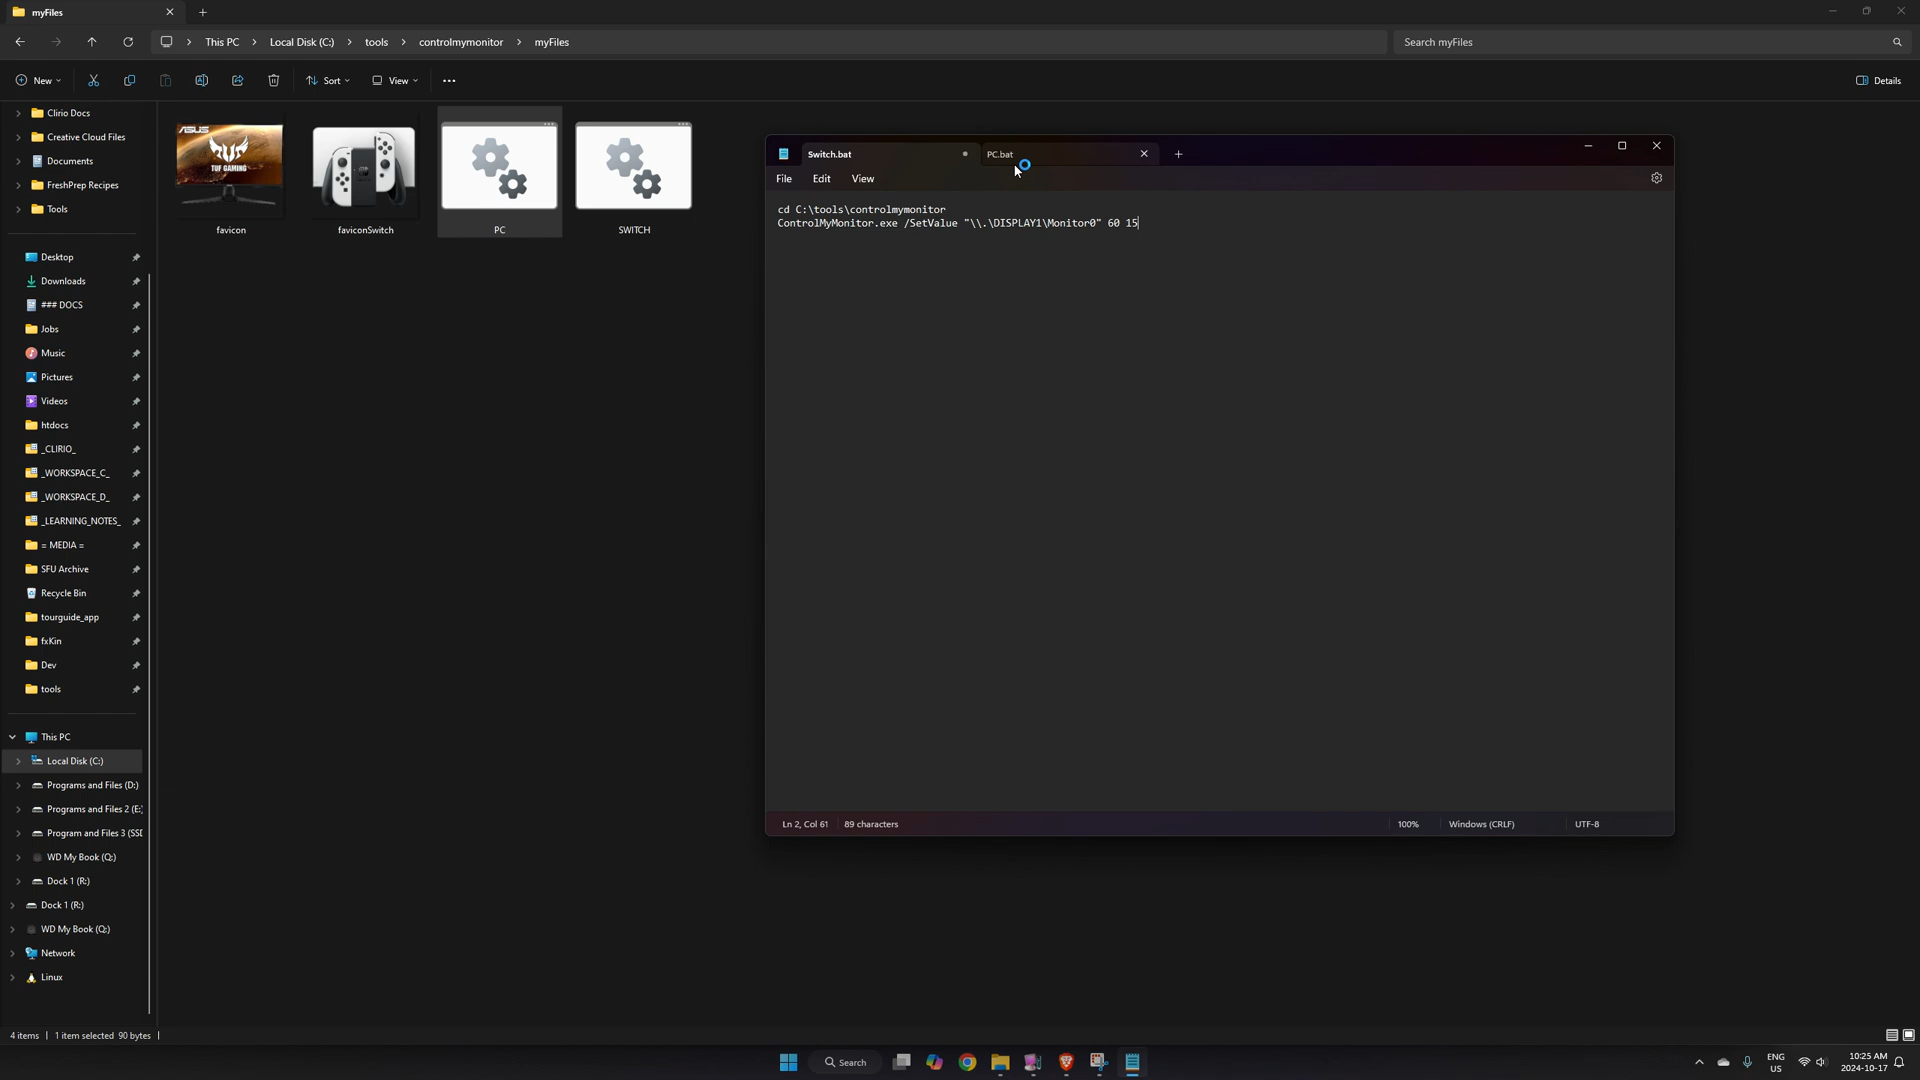 myFiles
This PC > Local Disk (C:) > tools > controlmymonitor > myFiles
Search myFiles
New
Sort
View
Details
Clirio Docs
Creative Cloud Files
Documents
FreshPrep Recipes
Tools
Desktop
Downloads
### DOCS
Jobs
Music
Pictures
Videos
htdocs
_CLIRIO_
_WORKSPACE_C_
_WORKSPACE_D_
_LEARNING_NOTES_
= MEDIA =
SFU Archive
Recycle Bin
tourguide_app
fxKin
Dev
tools
This PC
Local Disk (C:)
Programs and Files (D:)
Programs and Files 2 (E:
Program and Files 3 (SSD
WD My Book (Q:)
Dock 1 (R:)
Dock 1 (R:)
WD My Book (Q:)
Network
Linux
ASUS
TUF GAMING
favicon
faviconSwitch
PC
SWITCH
Switch.bat
PC.bat
File
Edit
View
cd C:\tools\controlmymonitor
ControlMyMonitor.exe /SetValue "\\.\DISPLAY1\Monitor0" 60 15
Ln 2, Col 61
89 characters
100%
Windows (CRLF)
UTF-8
4 items
1 item selected 90 bytes
Search
ENG
US
10:25 AM
2024-10-17